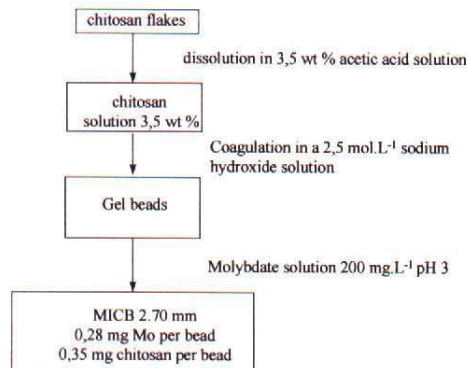 chitosan flakes
dissolution in 3,5 wt % acetic acid solution
chitosan
solution 3,5 wt %
Coagulation in a 2,5 mol.L⁻¹ sodium
hydroxide solution
Gel beads
Molybdate solution 200 mg.L⁻¹ pH 3
MICB 2.70 mm
0,28 mg Mo per bead
0,35 mg chitosan per bead